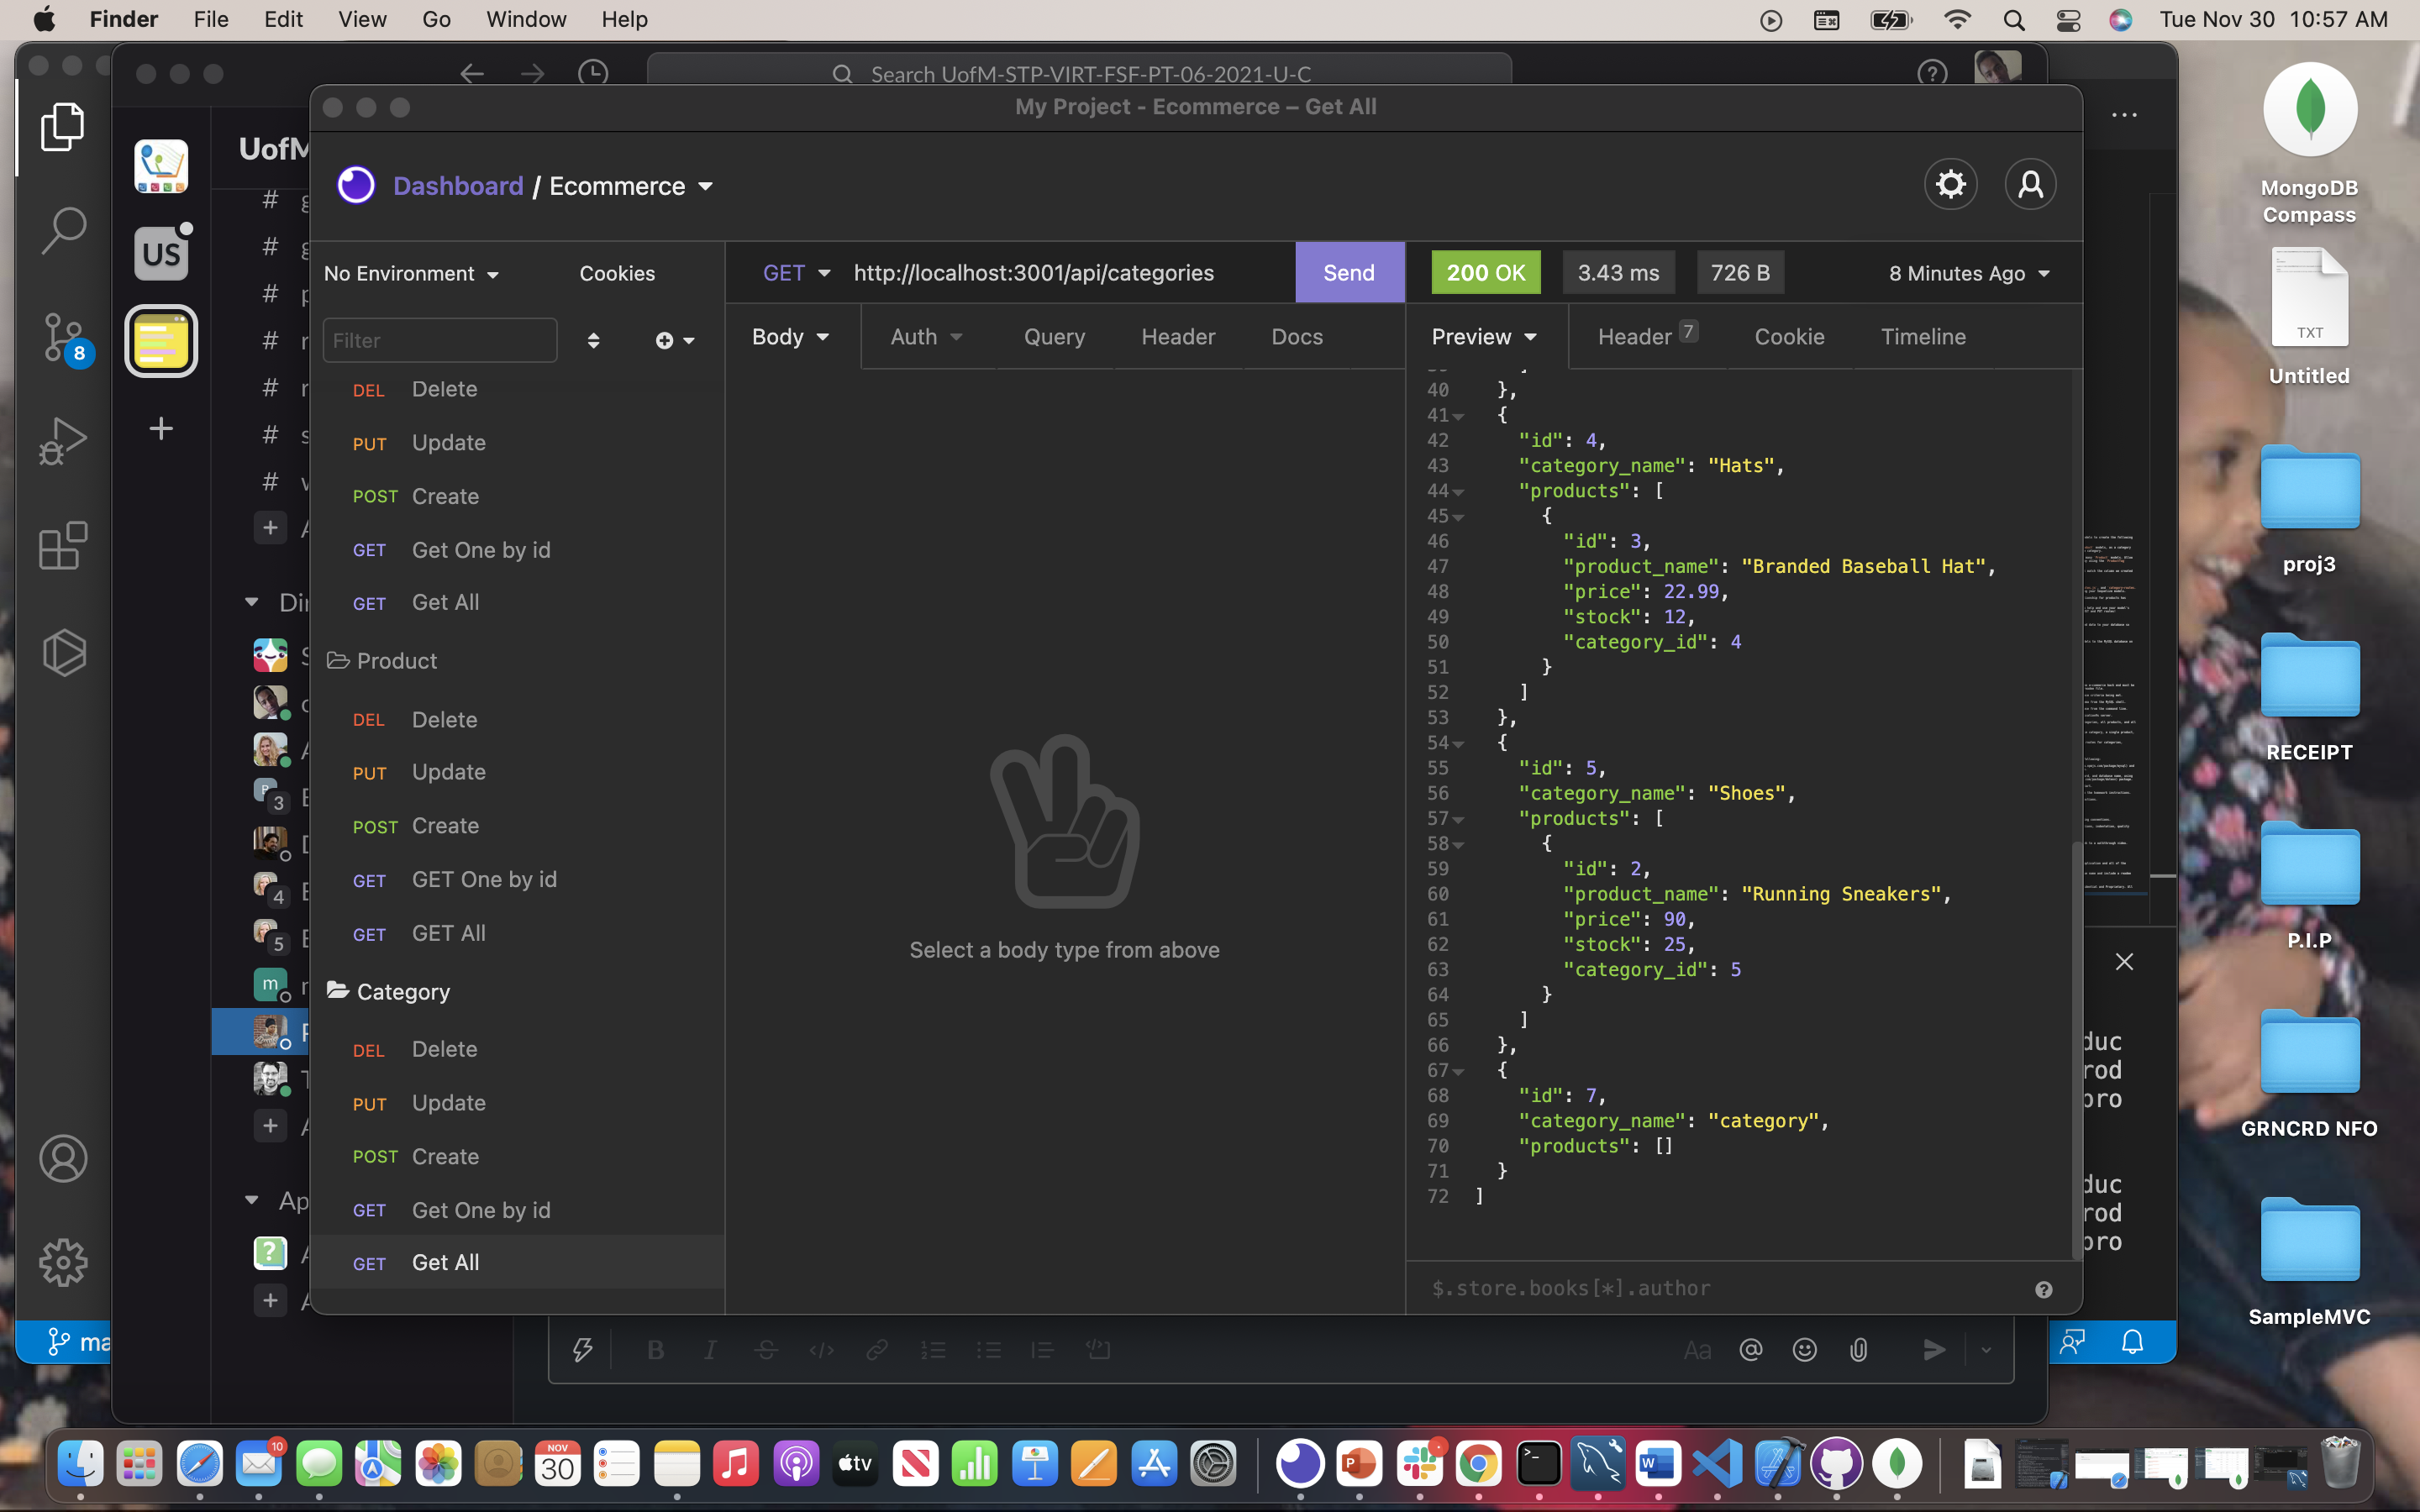 Finder File Edit View Go Window Help
Tue Nov 30 10:57 AM
Search UofM-STP-VIRT-FSF-PT-06-2021-U-C
My Project - Ecommerce – Get All
Dashboard / Ecommerce
No Environment
Cookies
GET http://localhost:3001/api/categories
Send
200 OK
3.43 ms
726 B
8 Minutes Ago
Filter
Body
Auth
Query
Header
Docs
Preview
Header 7
Cookie
Timeline
DEL Delete
PUT Update
POST Create
GET Get One by id
GET Get All
Product
DEL Delete
PUT Update
POST Create
GET GET One by id
GET GET All
Category
DEL Delete
PUT Update
POST Create
GET Get One by id
GET Get All
Select a body type from above
40 },
41 {
42 "id": 4,
43 "category_name": "Hats",
44 "products": [
45 {
46 "id": 3,
47 "product_name": "Branded Baseball Hat",
48 "price": 22.99,
49 "stock": 12,
50 "category_id": 4
51 }
52 ]
53 },
54 {
55 "id": 5,
56 "category_name": "Shoes",
57 "products": [
58 {
59 "id": 2,
60 "product_name": "Running Sneakers",
61 "price": 90,
62 "stock": 25,
63 "category_id": 5
64 }
65 ]
66 },
67 {
68 "id": 7,
69 "category_name": "category",
70 "products": []
71 }
72 ]
$.store.books[*].author
UofM
US
8
3
4
5
m
duc
rod
pro
duc
rod
pro
MongoDB
Compass
TXT
Untitled
proj3
RECEIPT
P.I.P
GRNCRD NFO
SampleMVC
Aa
10
NOV
30
tv